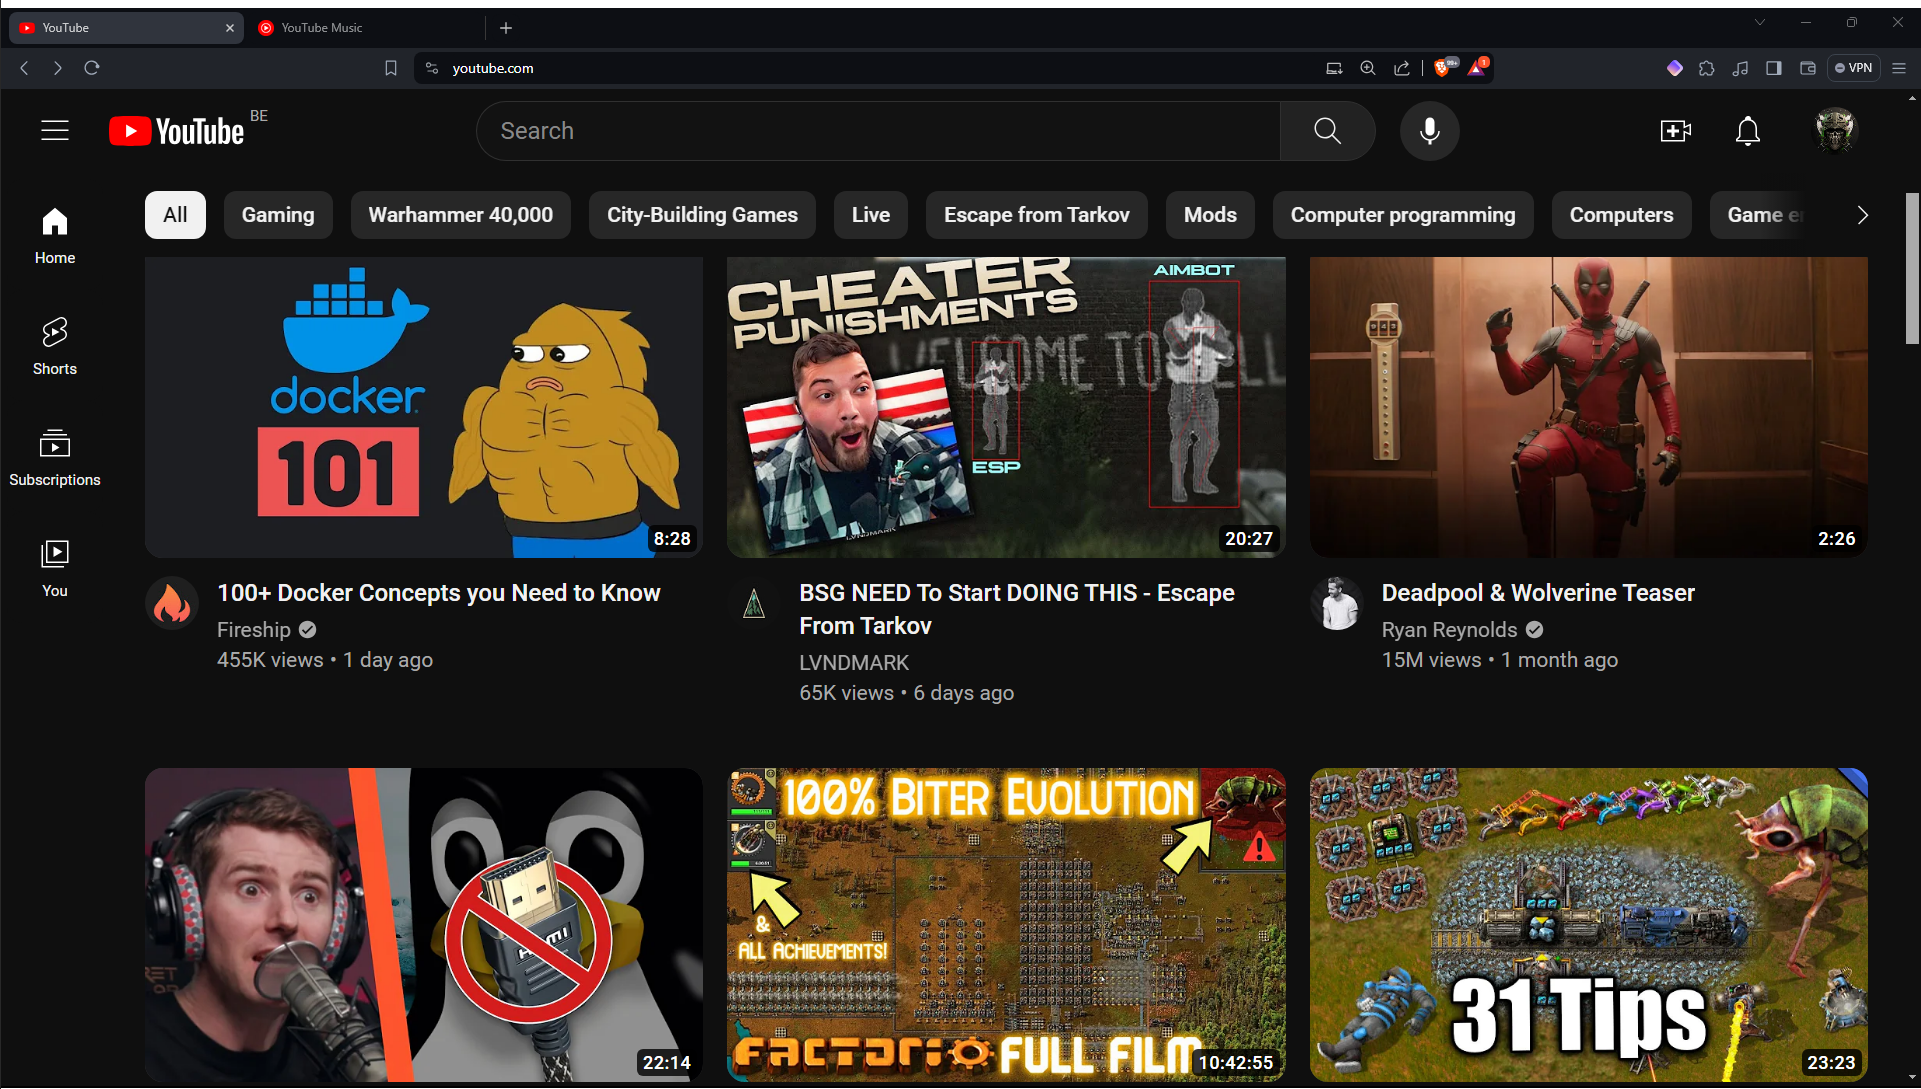 YouTube
YouTube Music
youtube.com
99+
1
VPN
YouTube BE
Search
All
Gaming
Warhammer 40,000
City-Building Games
Live
Escape from Tarkov
Mods
Computer programming
Computers
Game e
Home
Shorts
Subscriptions
You
docker
101
8:28
CHEATER
PUNISHMENTS
AIMBOT
WELCOME TO HELL
ESP
LVNDMARK
20:27
943
2:26
100+ Docker Concepts you Need to Know
Fireship
455K views • 1 day ago
BSG NEED To Start DOING THIS - Escape
From Tarkov
LVNDMARK
65K views • 6 days ago
Deadpool & Wolverine Teaser
Ryan Reynolds
15M views • 1 month ago
HDMI
22:14
100% BITER EVOLUTION
&
ALL ACHIEVEMENTS!
FACTORIO FULL FILM
10:42:55
31 Tips
23:23